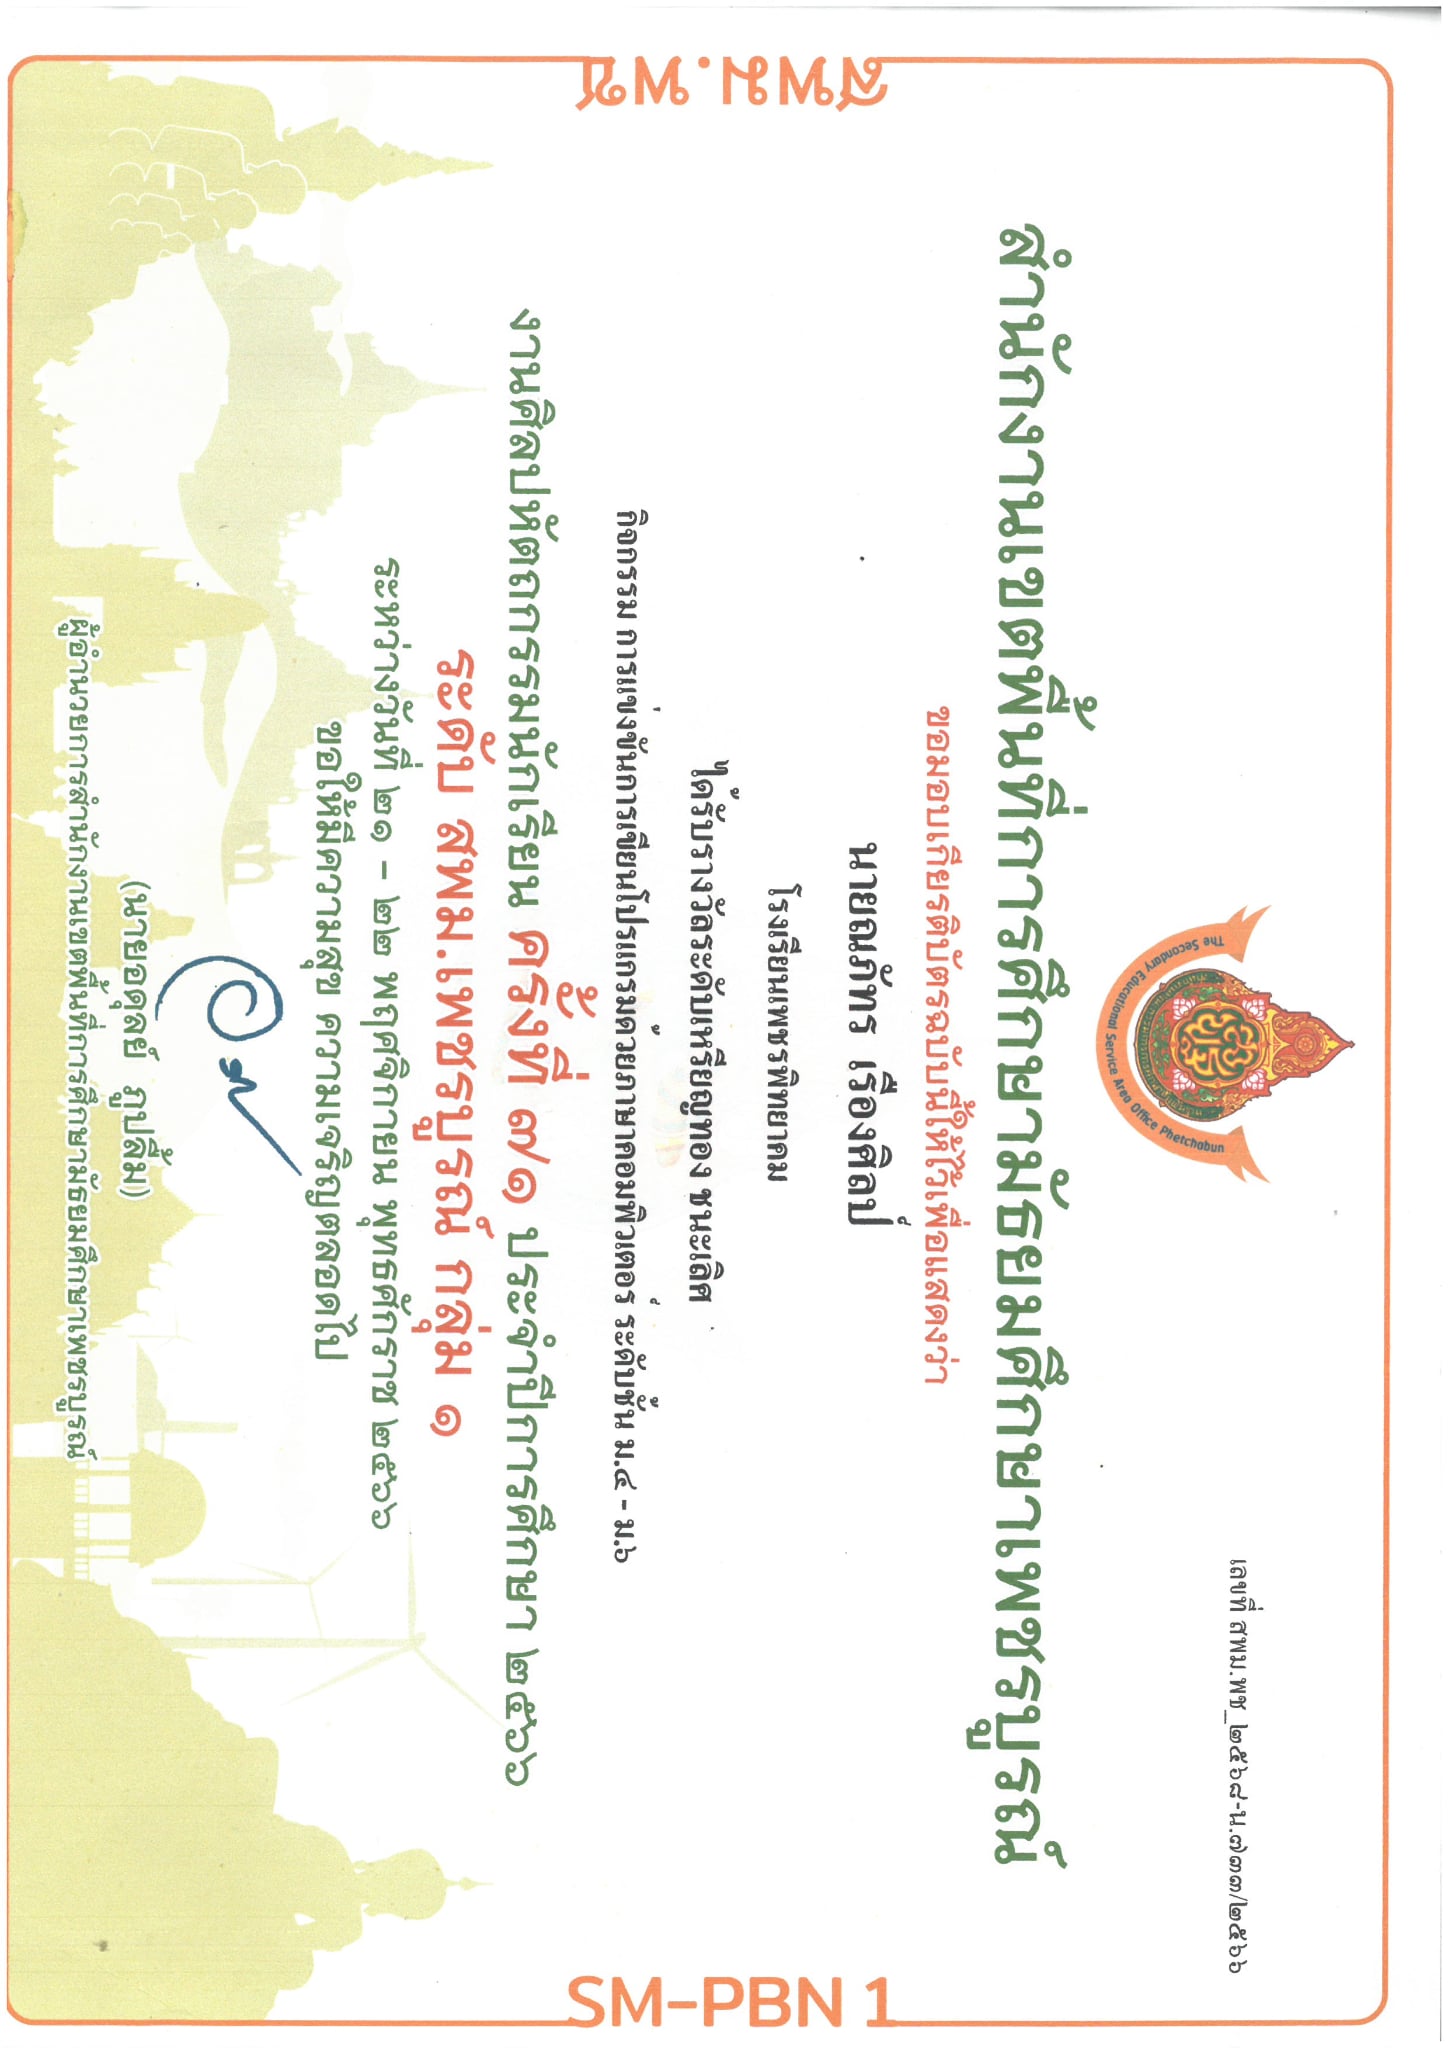 สพม.พช
เลขที่ สพม.พช_๒๕๖๘-น.๗๓๓/๒๕๖๖
The Secondary Educational Service Area Office Phetchabun
สำนักงานเขตพื้นที่การศึกษามัธยมศึกษาเพชรบูรณ์
ขอมอบเกียรติบัตรฉบับนี้ให้ไว้เพื่อแสดงว่า
นายณภัทร เรืองศิลป์
โรงเรียนเพชรพิทยาคม
ได้รับรางวัลระดับเหรียญทอง ชนะเลิศ
กิจกรรม การแข่งขันการเขียนโปรแกรมด้วยภาษาคอมพิวเตอร์ ระดับชั้น ม.๔ - ม.๖
งานศิลปหัตถกรรมนักเรียน ครั้งที่ ๗๑ ประจำปีการศึกษา ๒๕๖๖
ระดับ สพม.เพชรบูรณ์ กลุ่ม ๑
ระหว่างวันที่ ๒๑ - ๒๒ พฤศจิกายน พุทธศักราช ๒๕๖๖
ขอให้มีความสุข ความเจริญตลอดไป
(นายอดุลย์ ภูปลื้ม)
ผู้อำนวยการสำนักงานเขตพื้นที่การศึกษามัธยมศึกษาเพชรบูรณ์
SM-PBN 1